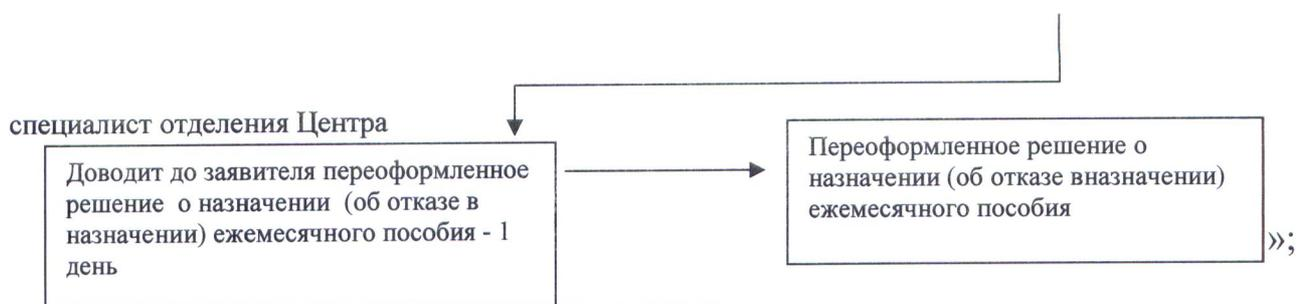 специалист отделения Центра
Доводит до заявителя переоформленное
решение о назначении (об отказе в
назначении) ежемесячного пособия - 1
день
Переоформленное решение о
назначении (об отказе вназначении)
ежемесячного пособия
»;